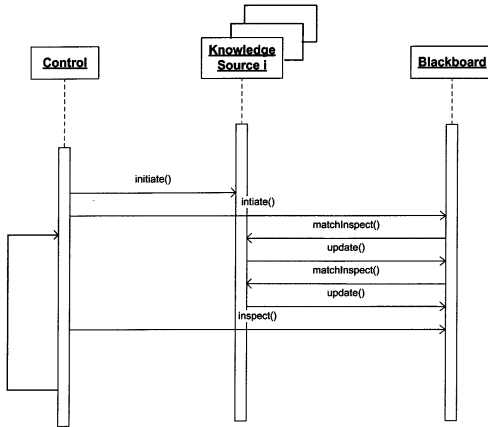 Control
Knowledge
Source i
Blackboard
initiate()
intiate()
matchInspect()
update()
matchInspect()
update()
inspect()